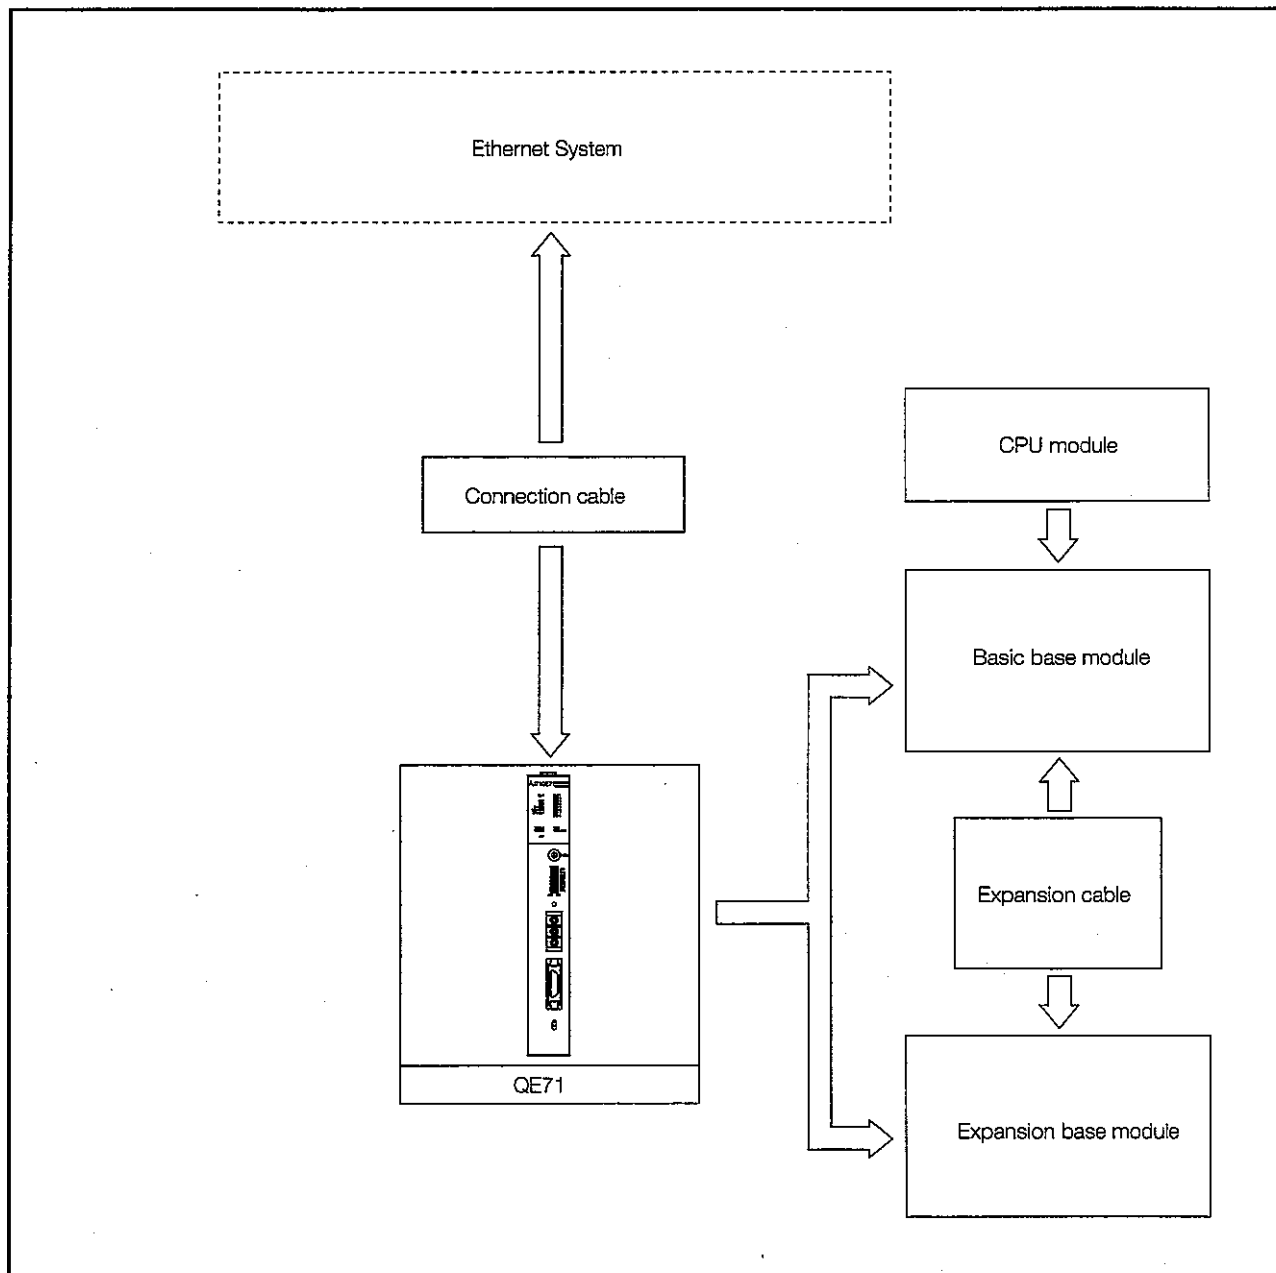 Ethernet System
Connection cable
CPU module
Basic base module
Expansion cable
QE71
Expansion base module